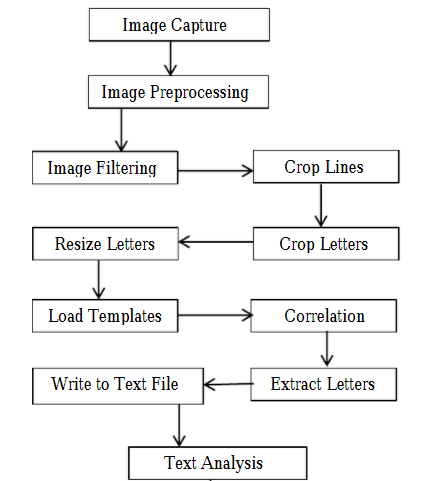 Image Capture
Image Preprocessing
Image Filtering
Crop Lines
Crop Letters
Resize Letters
Load Templates
Correlation
Extract Letters
Write to Text File
Text Analysis